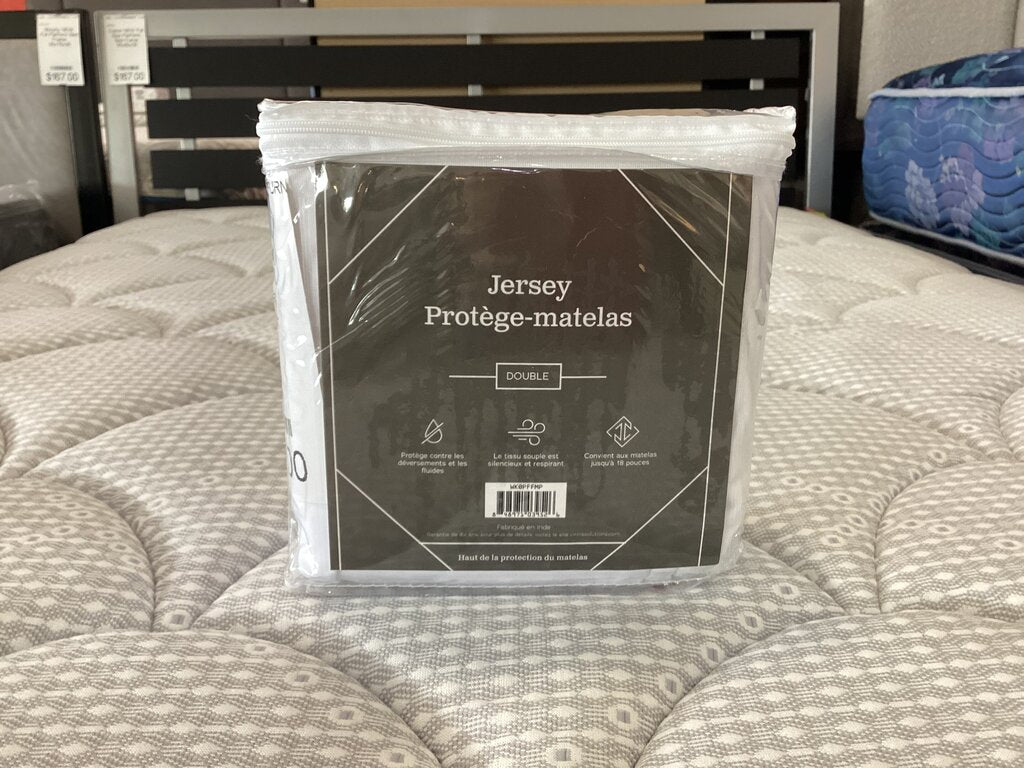 $167.00
$167.00
Jersey
Protège-matelas
DOUBLE
Protège contre les
déversements et les
fluides
Le tissu souple est
silencieux et respirant
Convient aux matelas
jusqu'à 18 pouces
WK0PFFMP
Fabriqué en Inde
Haut de la protection du matelas